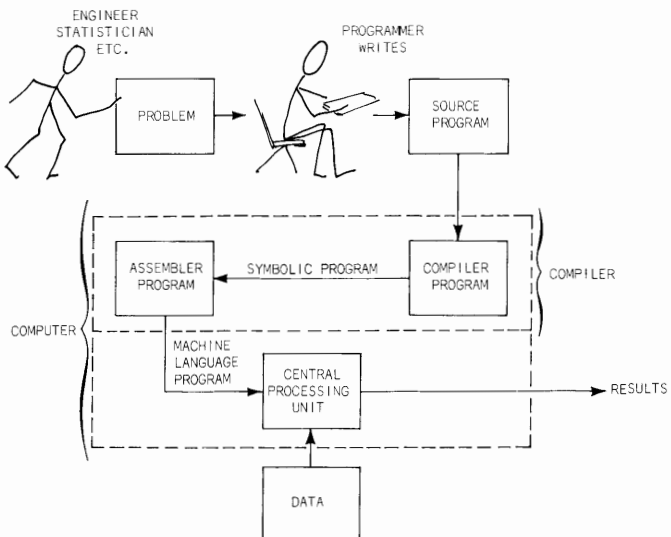 ENGINEER
STATISTICIAN
ETC.
PROGRAMMER
WRITES
PROBLEM
SOURCE
PROGRAM
ASSEMBLER
PROGRAM
SYMBOLIC PROGRAM
COMPILER
PROGRAM
COMPILER
COMPUTER
MACHINE
LANGUAGE
PROGRAM
CENTRAL
PROCESSING
UNIT
RESULTS
DATA